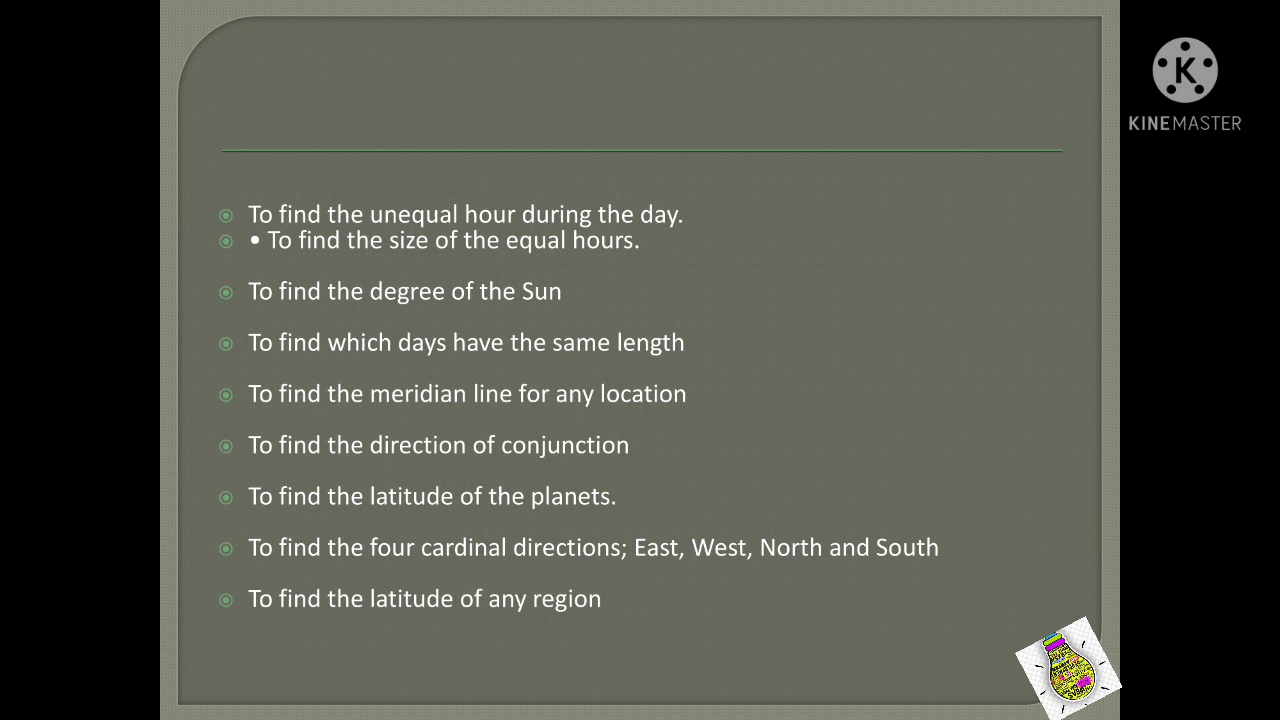 K
KINEMASTER
To find the unequal hour during the day.
• To find the size of the equal hours.
To find the degree of the Sun
To find which days have the same length
To find the meridian line for any location
To find the direction of conjunction
To find the latitude of the planets.
To find the four cardinal directions; East, West, North and South
To find the latitude of any region